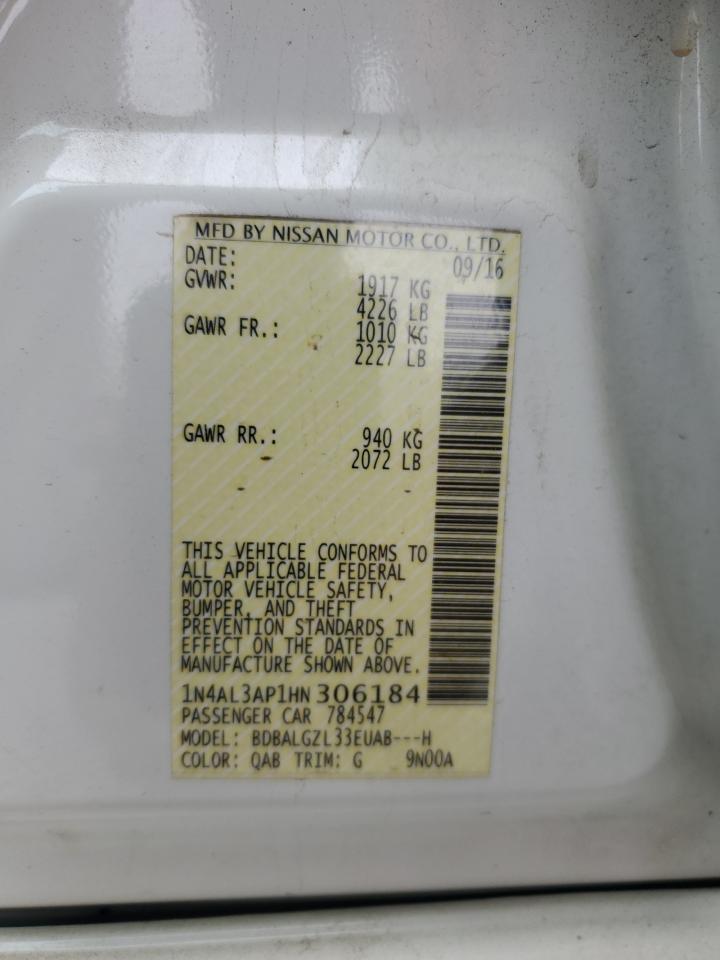 MFD BY NISSAN MOTOR CO., LTD.
DATE: 09/16
GVWR: 1917 KG
4226 LB
GAWR FR.: 1010 KG
2227 LB
GAWR RR.: 940 KG
2072 LB
THIS VEHICLE CONFORMS TO
ALL APPLICABLE FEDERAL
MOTOR VEHICLE SAFETY,
BUMPER, AND THEFT
PREVENTION STANDARDS IN
EFFECT ON THE DATE OF
MANUFACTURE SHOWN ABOVE.
1N4AL3AP1HN306184
PASSENGER CAR 784547
MODEL: BDBALGZL33EUAB---H
COLOR: QAB TRIM: G 9N00A